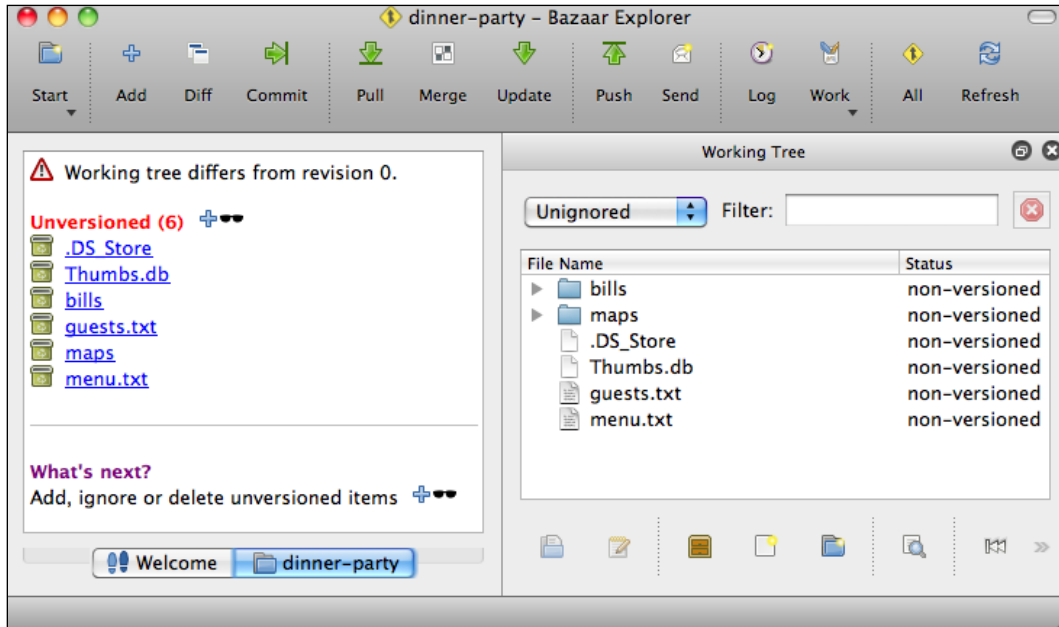 dinner-party – Bazaar Explorer
Start Add Diff Commit Pull Merge Update Push Send Log Work All Refresh
Working tree differs from revision 0.
Unversioned (6)
.DS_Store
Thumbs.db
bills
guests.txt
maps
menu.txt
What's next?
Add, ignore or delete unversioned items
Welcome dinner-party
Working Tree
Unignored Filter:
File Name Status
bills non-versioned
maps non-versioned
.DS_Store non-versioned
Thumbs.db non-versioned
guests.txt non-versioned
menu.txt non-versioned